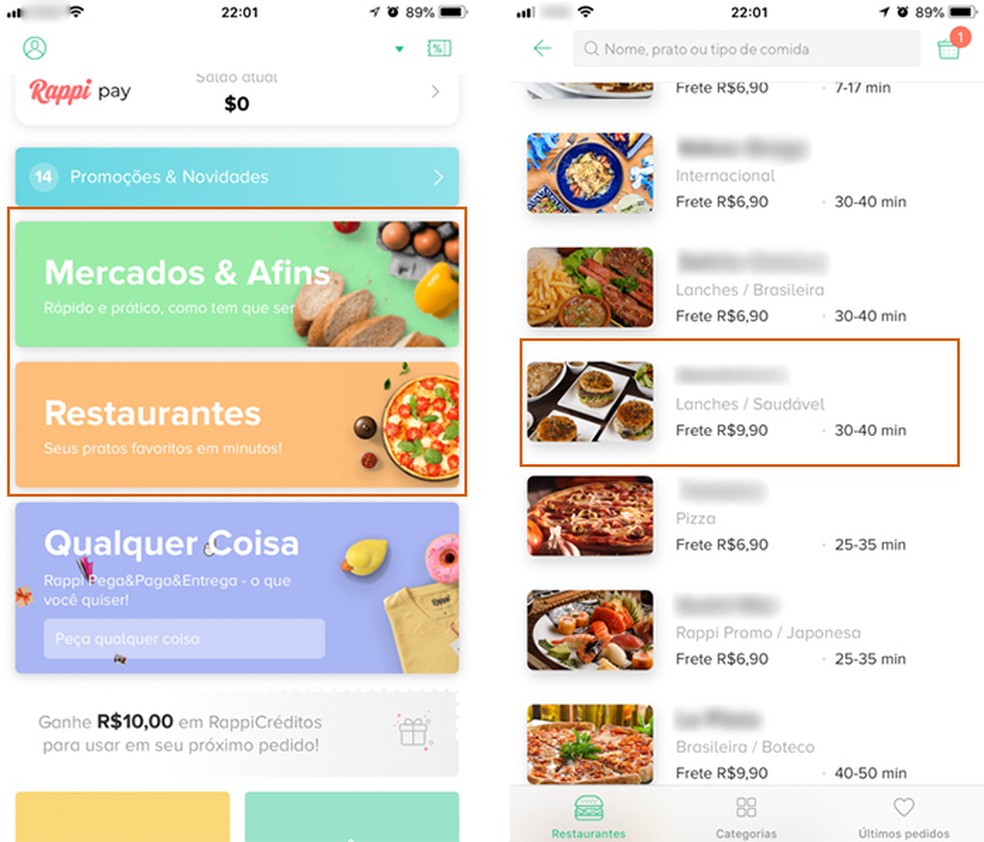 22:01
89%
Rappi pay
Saldo atual
$0
14 Promoções & Novidades
Mercados & Afins
Rápido e prático, como tem que ser
Restaurantes
Seus pratos favoritos em minutos!
Qualquer Coisa
Rappi Pega&Paga&Entrega - o que
você quiser!
Peça qualquer coisa
Ganhe R$10,00 em RappiCréditos
para usar em seu próximo pedido!
22:01
89%
Nome, prato ou tipo de comida
1
Frete R$6,90 • 7-17 min
Internacional
Frete R$6,90 • 30-40 min
Lanches / Brasileira
Frete R$6,90 • 30-40 min
Lanches / Saudável
Frete R$9,90 • 30-40 min
Pizza
Frete R$6,90 • 25-35 min
Rappi Promo / Japonesa
Frete R$6,90 • 25-35 min
Brasileira / Boteco
Frete R$9,90 • 40-50 min
Restaurantes Categorias Últimos pedidos